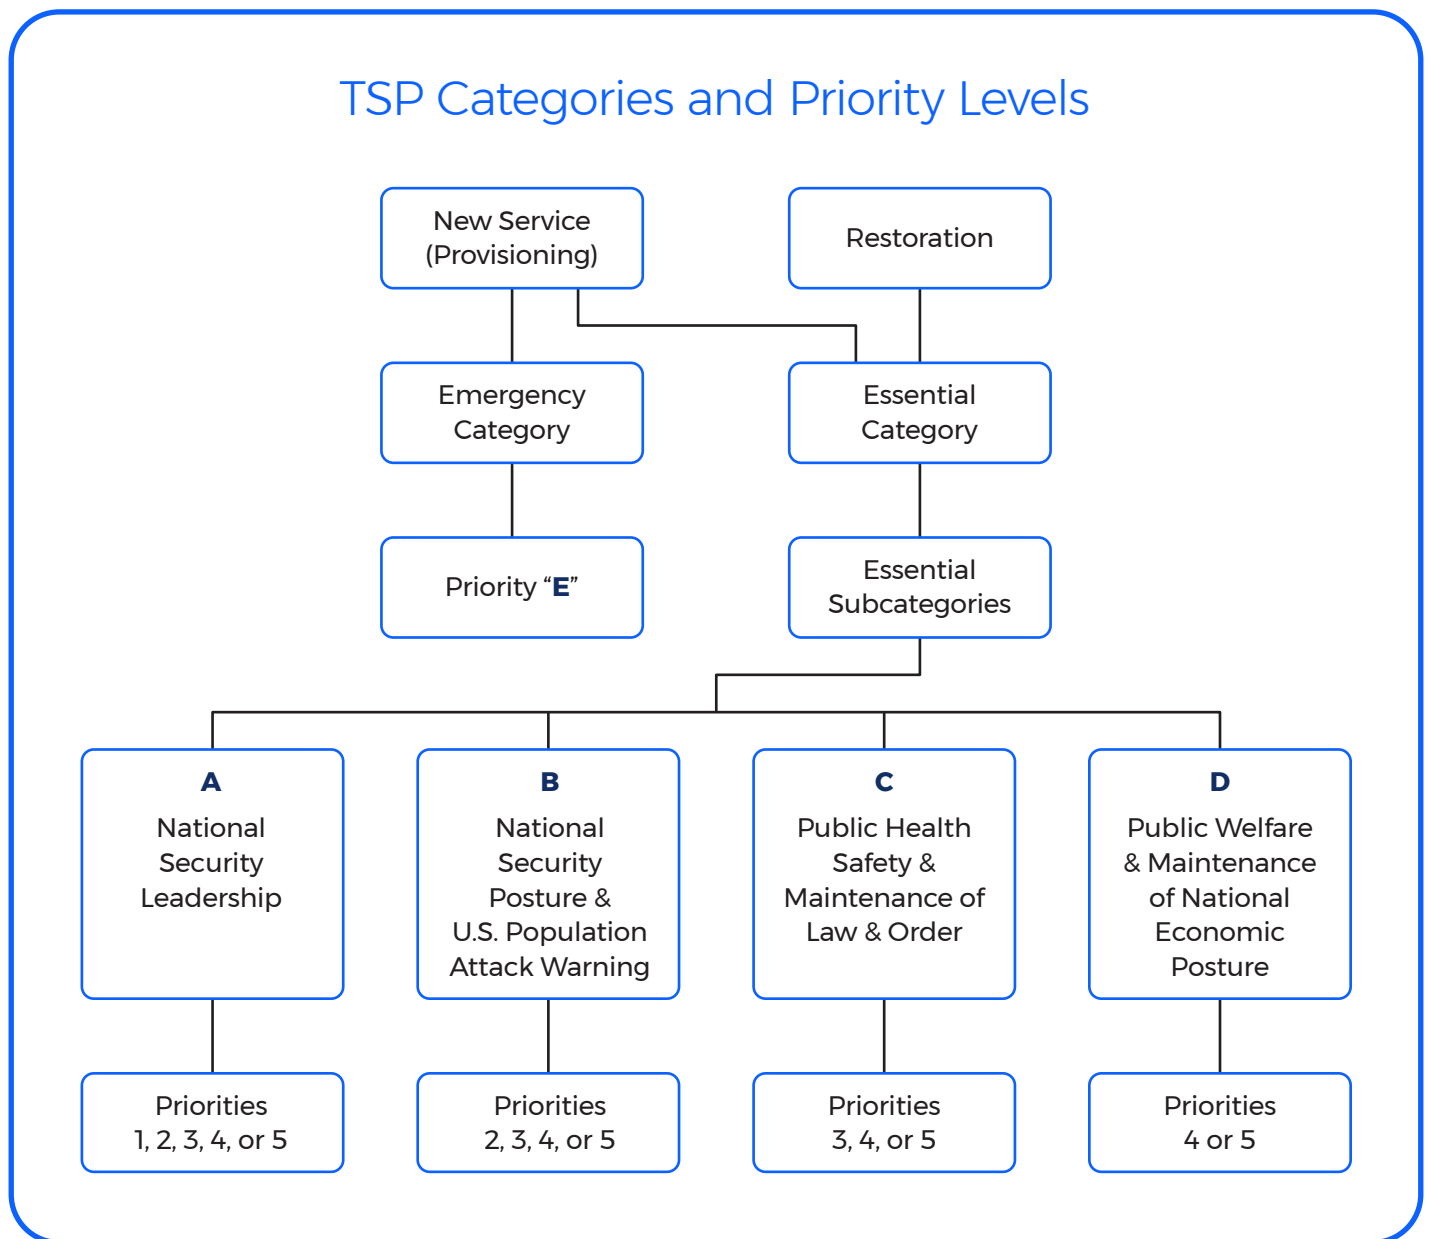 TSP Categories and Priority Levels
New Service
(Provisioning)
Restoration
Emergency
Category
Essential
Category
Priority “E”
Essential
Subcategories
A
National
Security
Leadership
B
National
Security
Posture &
U.S. Population
Attack Warning
C
Public Health
Safety &
Maintenance of
Law & Order
D
Public Welfare
& Maintenance
of National
Economic
Posture
Priorities
1, 2, 3, 4, or 5
Priorities
2, 3, 4, or 5
Priorities
3, 4, or 5
Priorities
4 or 5